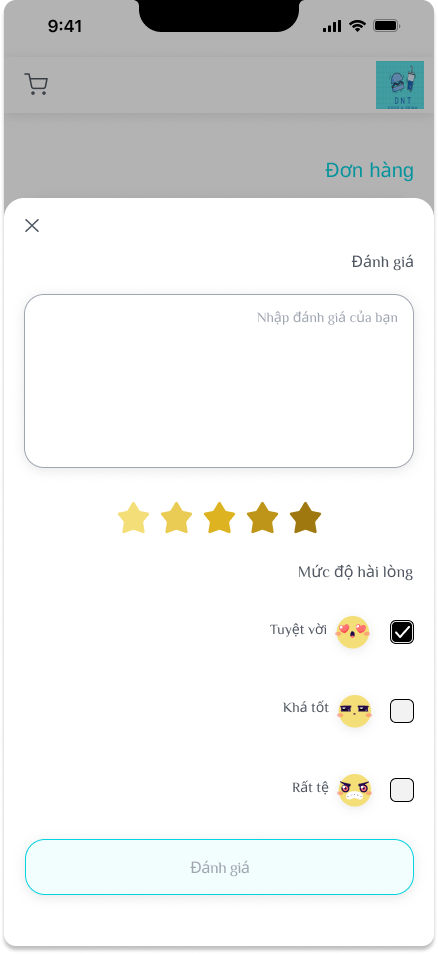 9:41
DNT
Đơn hàng
Đánh giá
Nhập đánh giá của bạn
Mức độ hài lòng
Tuyệt vời
Khá tốt
Rất tệ
Đánh giá